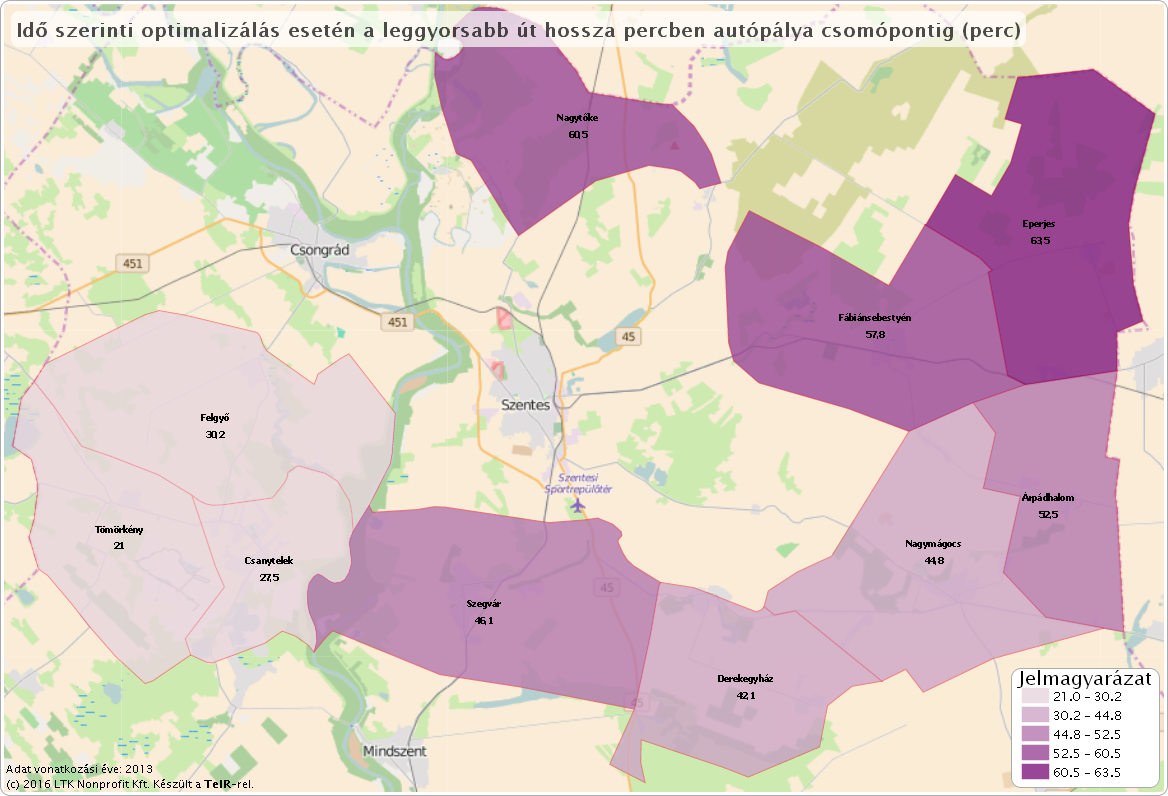 Idő szerinti optimalizálás esetén a leggyorsabb út hossza percben autópálya csomópontig (perc)
Nagytőke
60,5
Eperjes
63,5
Csongrád
451
451
45
Fábiánsebestyén
57,8
Szentes
Felgyő
30,2
Szentesi
Sportrepülőtér
Árpádhalom
52,5
Tömörkény
21
Csanytelek
27,5
Nagymágocs
44,8
45
Szegvár
46,1
Derekegyház
42,1
45
Mindszent
Jelmagyarázat
21.0 - 30.2
30.2 - 44.8
44.8 - 52.5
52.5 - 60.5
60.5 - 63.5
Adat vonatkozási éve: 2013
(c) 2016 LTK Nonprofit Kft. Készült a TeIR-rel.